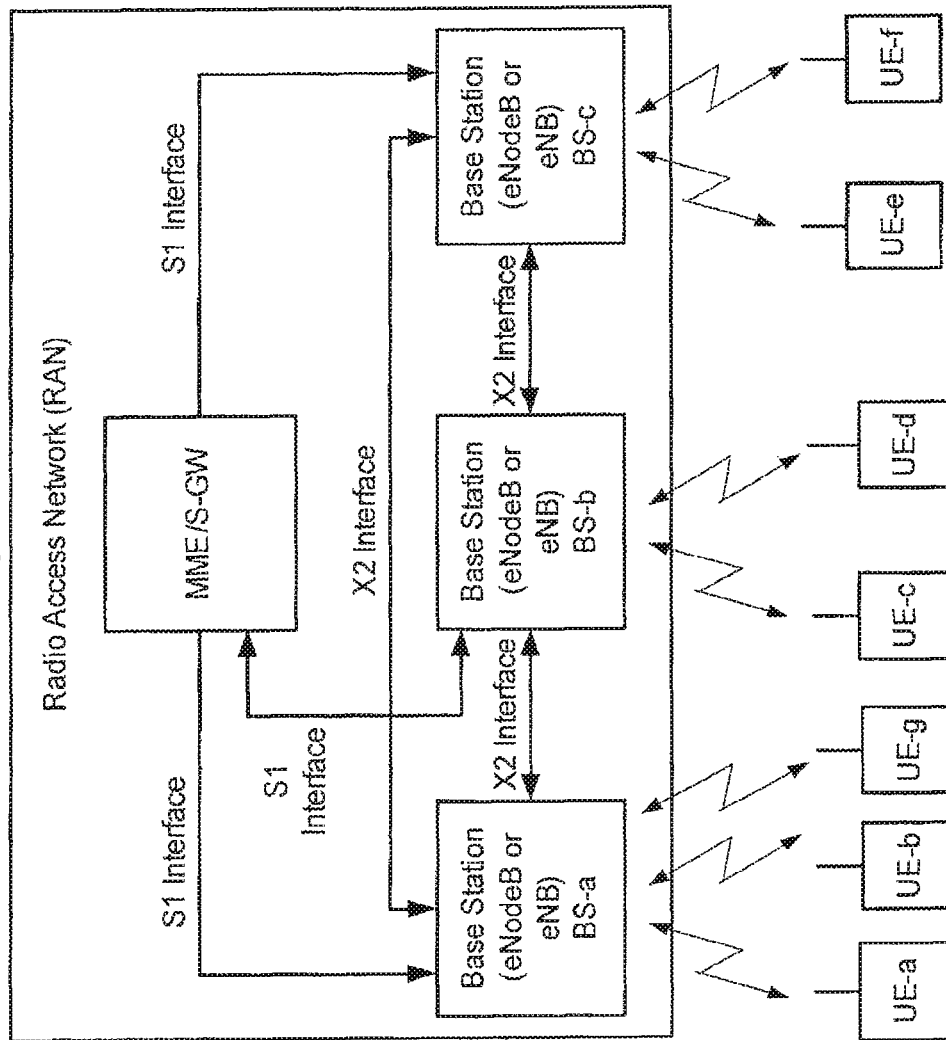 Radio Access Network (RAN)
S1 Interface
MME/S-GW
S1 Interface
S1
Interface
X2 Interface
Base Station
(eNodeB or
eNB)
BS-a
X2 Interface
Base Station
(eNodeB or
eNB)
BS-b
X2 Interface
Base Station
(eNodeB or
eNB)
BS-c
UE-a
UE-b
UE-g
UE-c
UE-d
UE-e
UE-f